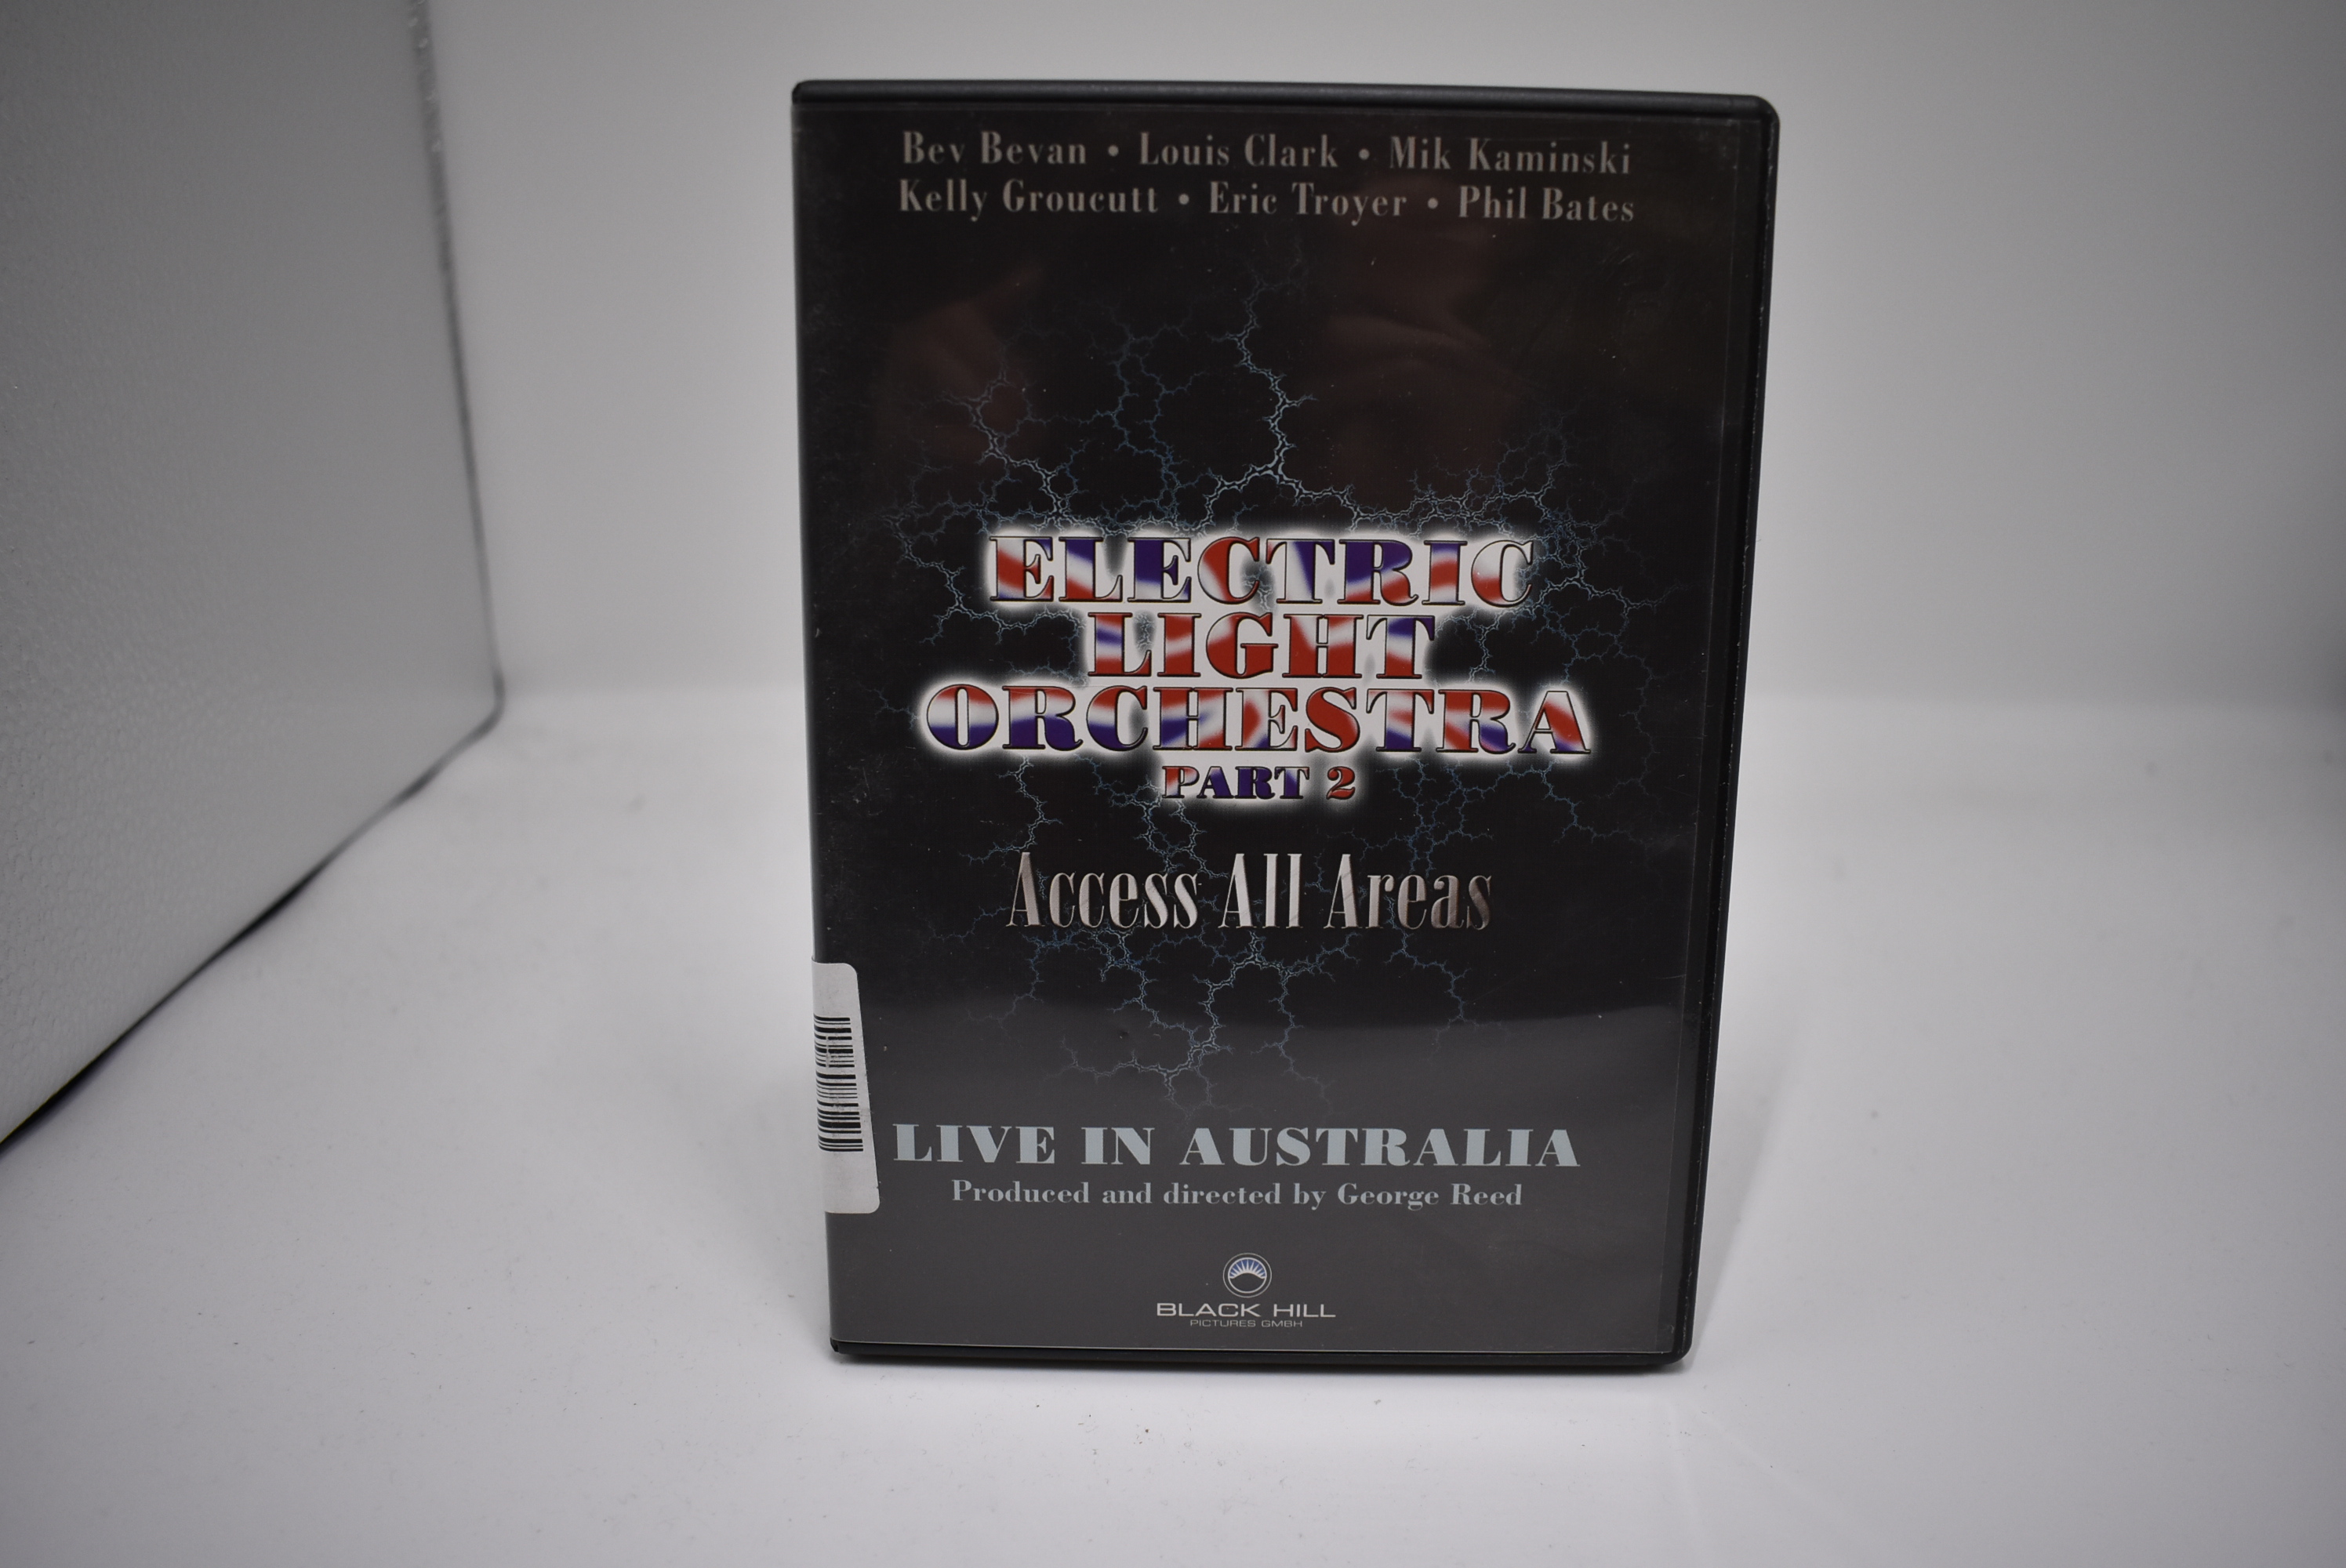 Bev Bevan • Louis Clark • Mik Kaminski
Kelly Groucutt • Eric Troyer • Phil Bates
ELECTRIC
LIGHT
ORCHESTRA
PART 2
Access All Areas
LIVE IN AUSTRALIA
Produced and directed by George Reed
BLACK HILL
PICTURES GMBH